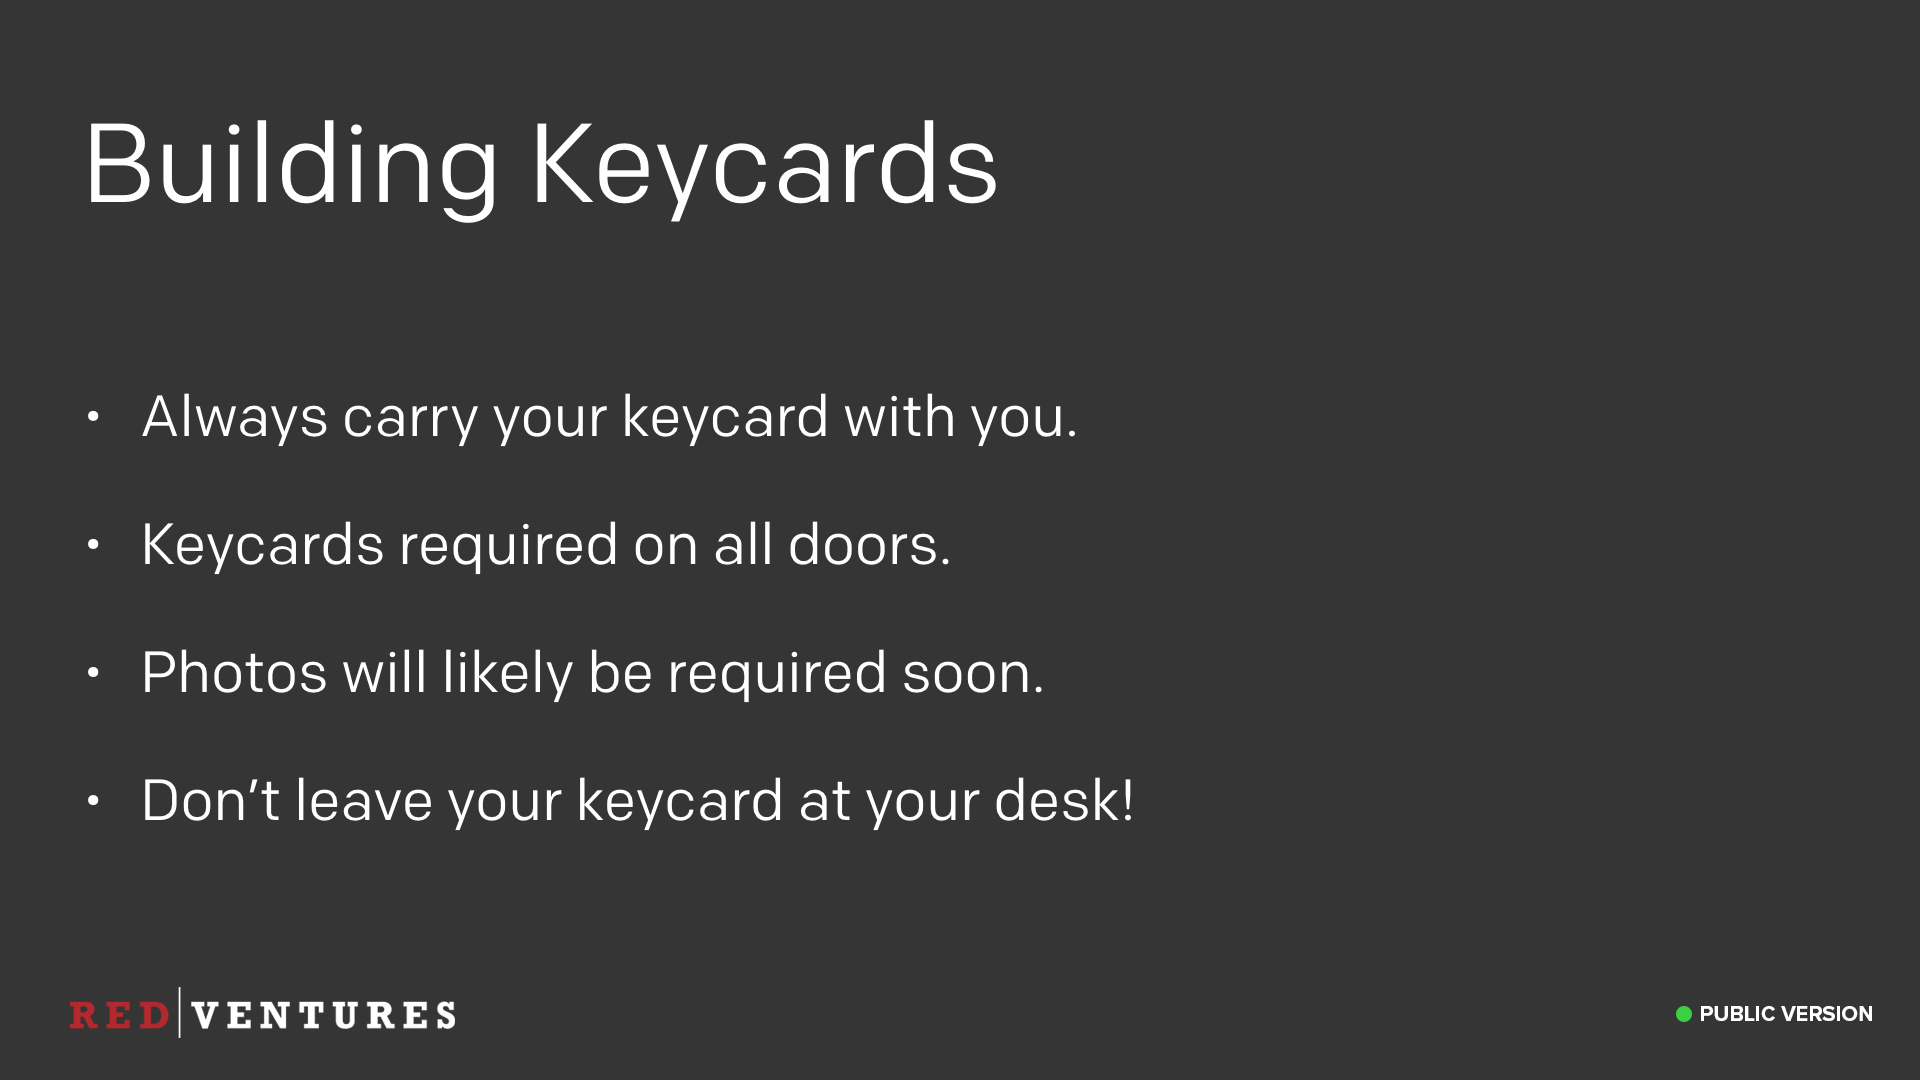 Building Keycards
• Always carry your keycard with you.
• Keycards required on all doors.
• Photos will likely be required soon.
• Don’t leave your keycard at your desk!
RED|VENTURES
PUBLIC VERSION